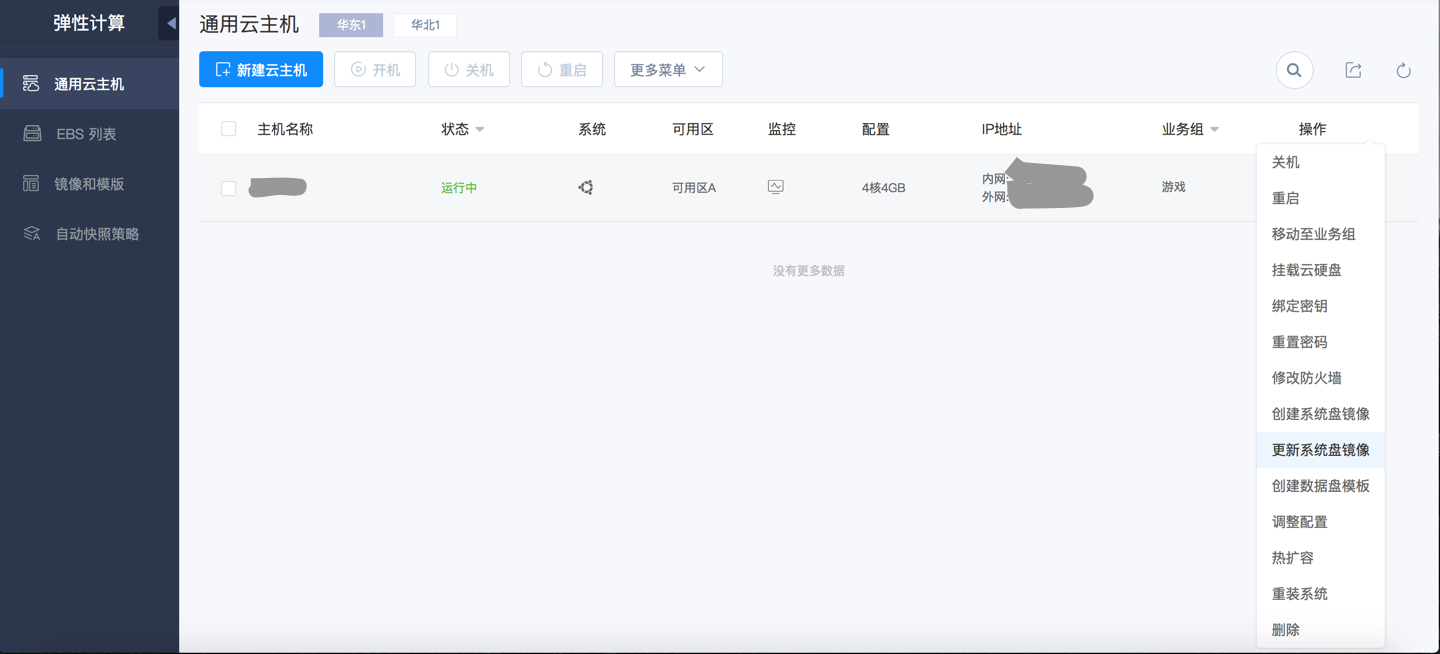 弹性计算
通用云主机
EBS 列表
镜像和模版
自动快照策略
通用云主机 华东1 华北1
新建云主机 开机 关机 重启 更多菜单
主机名称 状态 系统 可用区 监控 配置 IP地址 业务组 操作
运行中 可用区A 4核4GB 内网: 游戏
外网:
没有更多数据
关机
重启
移动至业务组
挂载云硬盘
绑定密钥
重置密码
修改防火墙
创建系统盘镜像
更新系统盘镜像
创建数据盘模板
调整配置
热扩容
重装系统
删除